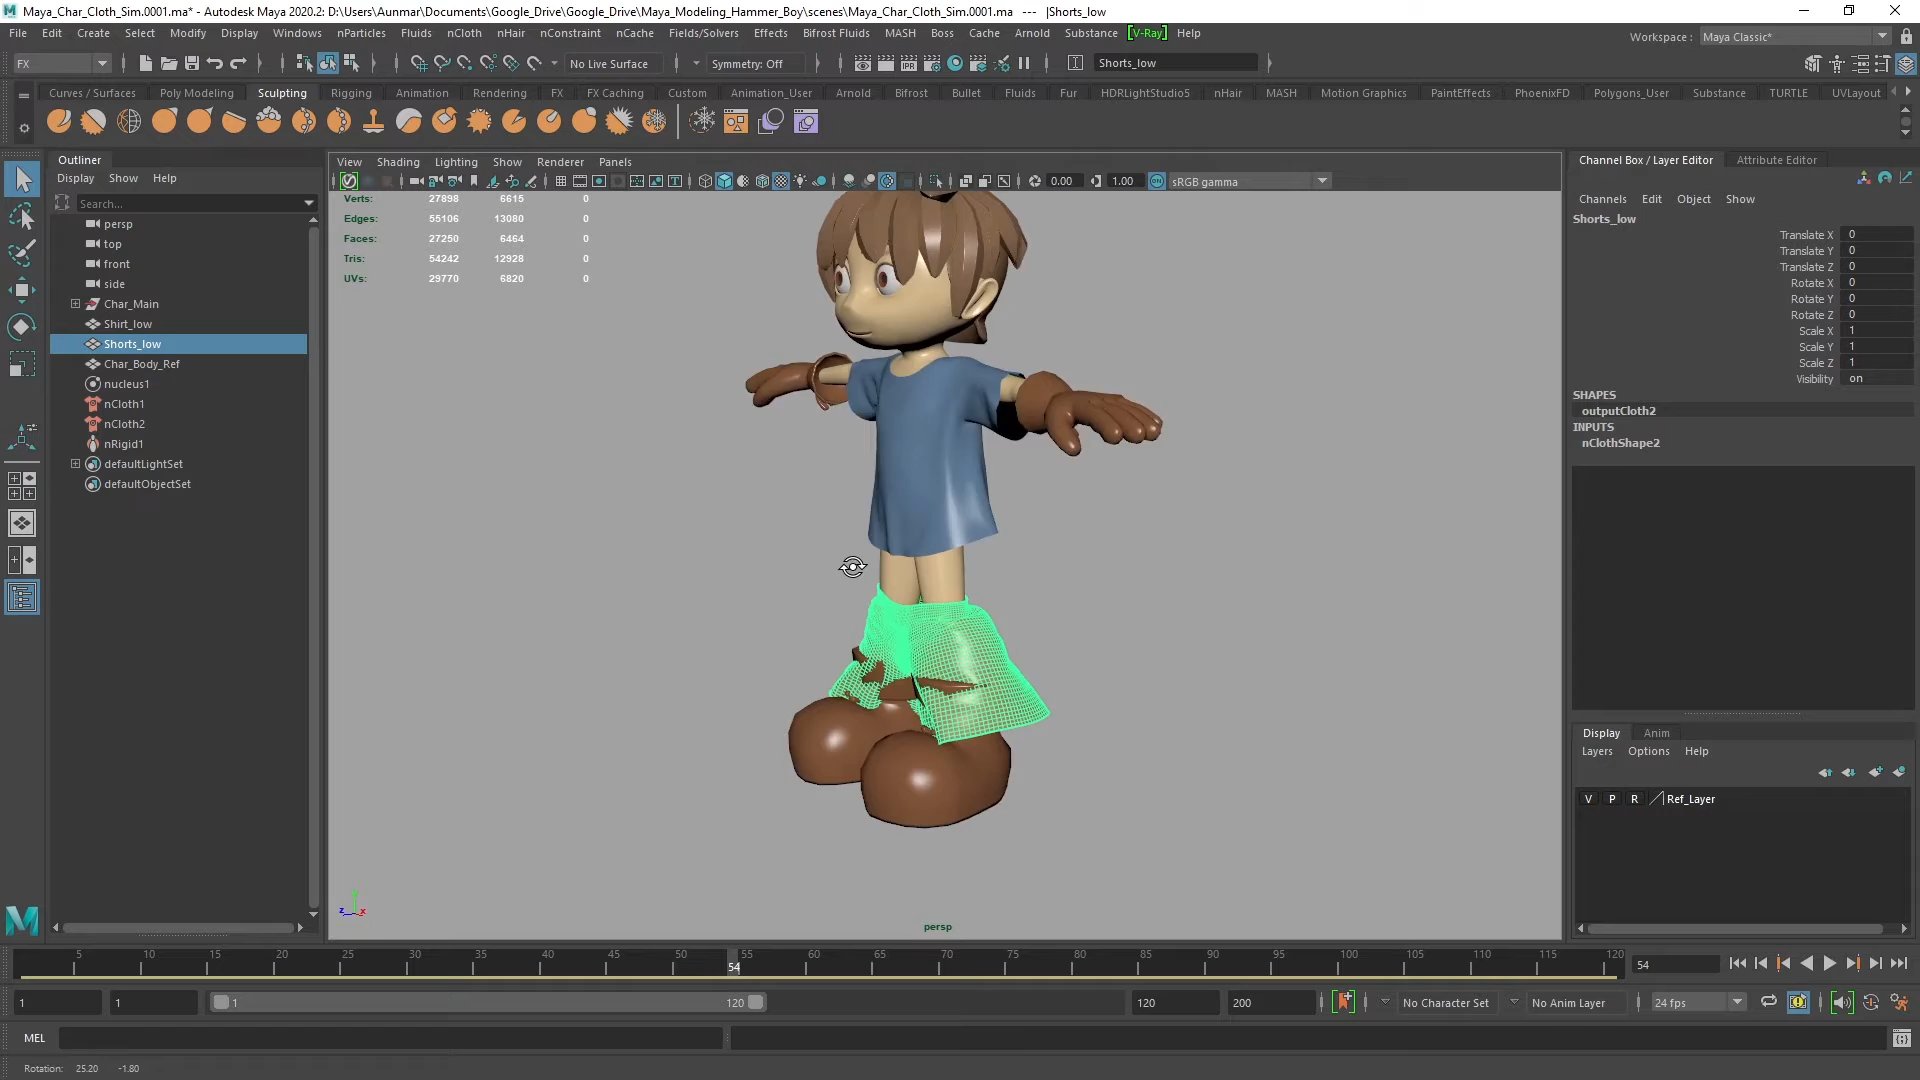 Maya_Char_Cloth_Sim.0001.ma* - Autodesk Maya 2020.2: D:\Users\Aunmar\Documents\Google_Drive\Google_Drive\Maya_Modeling_Hammer_Boy\scenes\Maya_Char_Cloth_Sim.0001.ma --- |Shorts_low
File Edit Create Select Modify Display Windows nParticles Fluids nCloth nHair nConstraint nCache Fields/Solvers Effects Bifrost Fluids MASH Boss Cache Arnold Substance [V-Ray] Help
Workspace : Maya Classic*
FX No Live Surface Symmetry: Off IPR Shorts_low
Curves / Surfaces Poly Modeling Sculpting Rigging Animation Rendering FX FX Caching Custom Animation_User Arnold Bifrost Bullet Fluids Fur HDRLightStudio5 nHair MASH Motion Graphics PaintEffects PhoenixFD Polygons_User Substance TURTLE UVLayout
Outliner
Display Show Help
Search...
persp
top
front
side
Char_Main
Shirt_low
Shorts_low
Char_Body_Ref
nucleus1
nCloth1
nCloth2
nRigid1
defaultLightSet
defaultObjectSet
View Shading Lighting Show Renderer Panels
0.00 1.00 ON sRGB gamma
Verts: 27898 6615 0
Edges: 55106 13080 0
Faces: 27250 6464 0
Tris: 54242 12928 0
UVs: 29770 6820 0
z x
persp
Channel Box / Layer Editor Attribute Editor
Channels Edit Object Show
Shorts_low
Translate X 0
Translate Y 0
Translate Z 0
Rotate X 0
Rotate Y 0
Rotate Z 0
Scale X 1
Scale Y 1
Scale Z 1
Visibility on
SHAPES
outputCloth2
INPUTS
nClothShape2
Display Anim
Layers Options Help
V P R Ref_Layer
5 10 15 20 25 30 35 40 45 50 55 60 65 70 75 80 85 90 95 100 105 110 115 120
54
54
1 1 1 120 120 200 No Character Set No Anim Layer 24 fps
MEL
Rotation: 25.20 -1.80